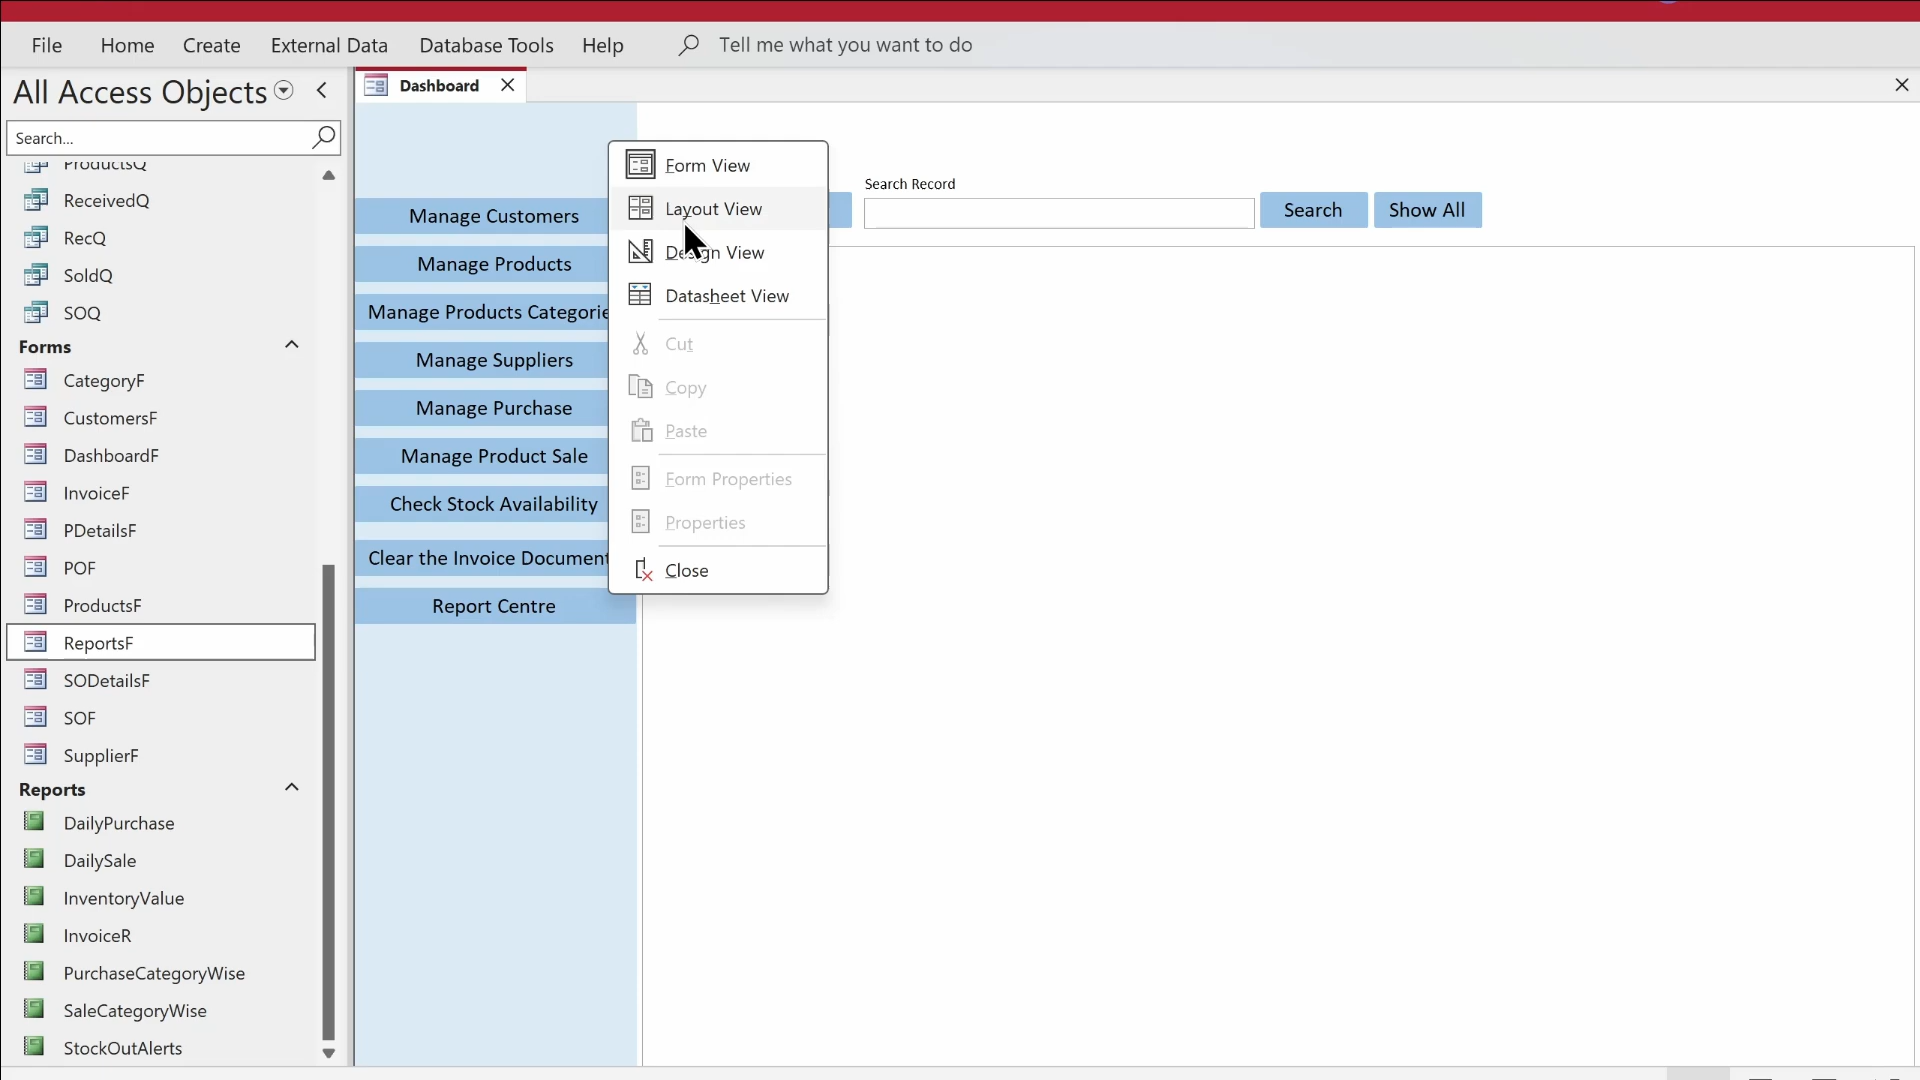 File Home Create External Data Database Tools Help Tell me what you want to do
All Access Objects
Search...
ProductsQ
ReceivedQ
RecQ
SoldQ
SOQ
Forms
CategoryF
CustomersF
DashboardF
InvoiceF
PDetailsF
POF
ProductsF
ReportsF
SODetailsF
SOF
SupplierF
Reports
DailyPurchase
DailySale
InventoryValue
InvoiceR
PurchaseCategoryWise
SaleCategoryWise
StockOutAlerts
Dashboard
Manage Customers
Manage Products
Manage Products Categorie
Manage Suppliers
Manage Purchase
Manage Product Sale
Check Stock Availability
Clear the Invoice Document
Report Centre
Form View
Layout View
Design View
Datasheet View
Cut
Copy
Paste
Form Properties
Properties
Close
Search Record
Search Show All